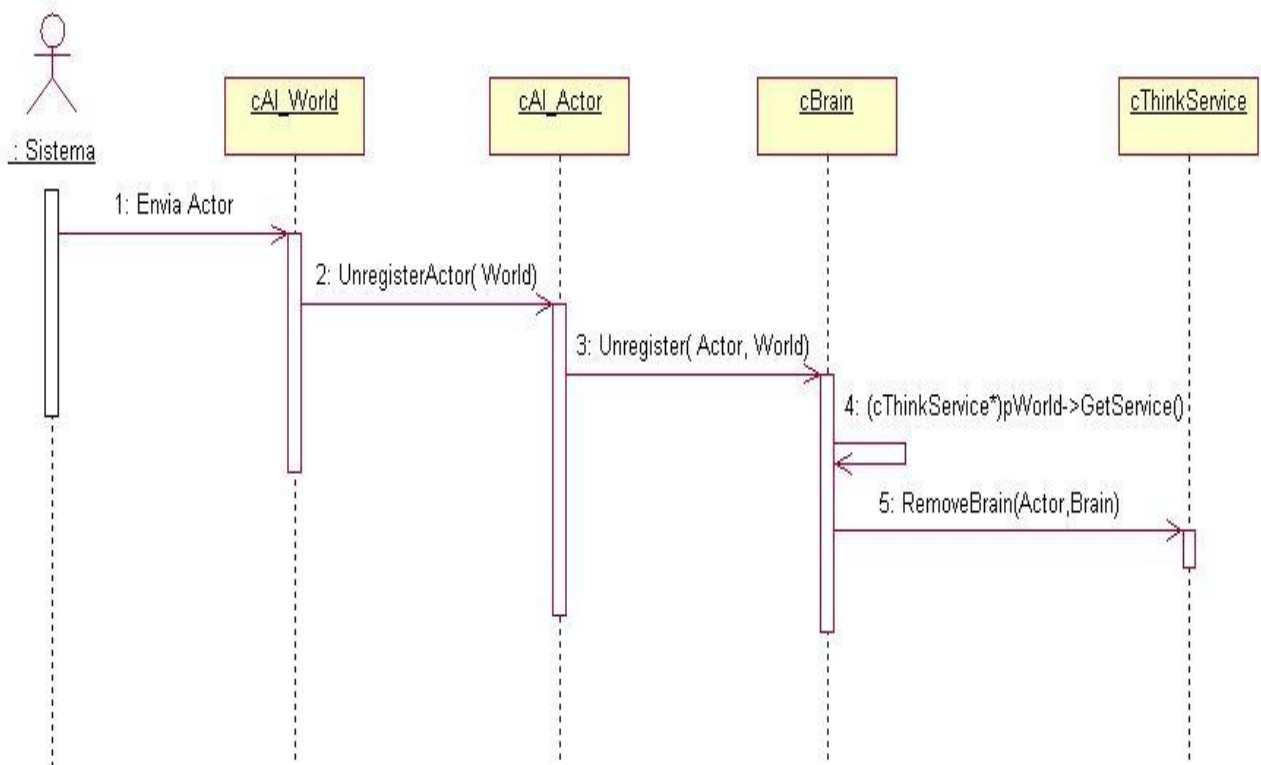 cAI_World
cAI_Actor
cBrain
cThinkService
: Sistema
1: Envia Actor
2: UnregisterActor( World)
3: Unregister( Actor, World)
4: (cThinkService*)pWorld->GetService()
5: RemoveBrain(Actor,Brain)